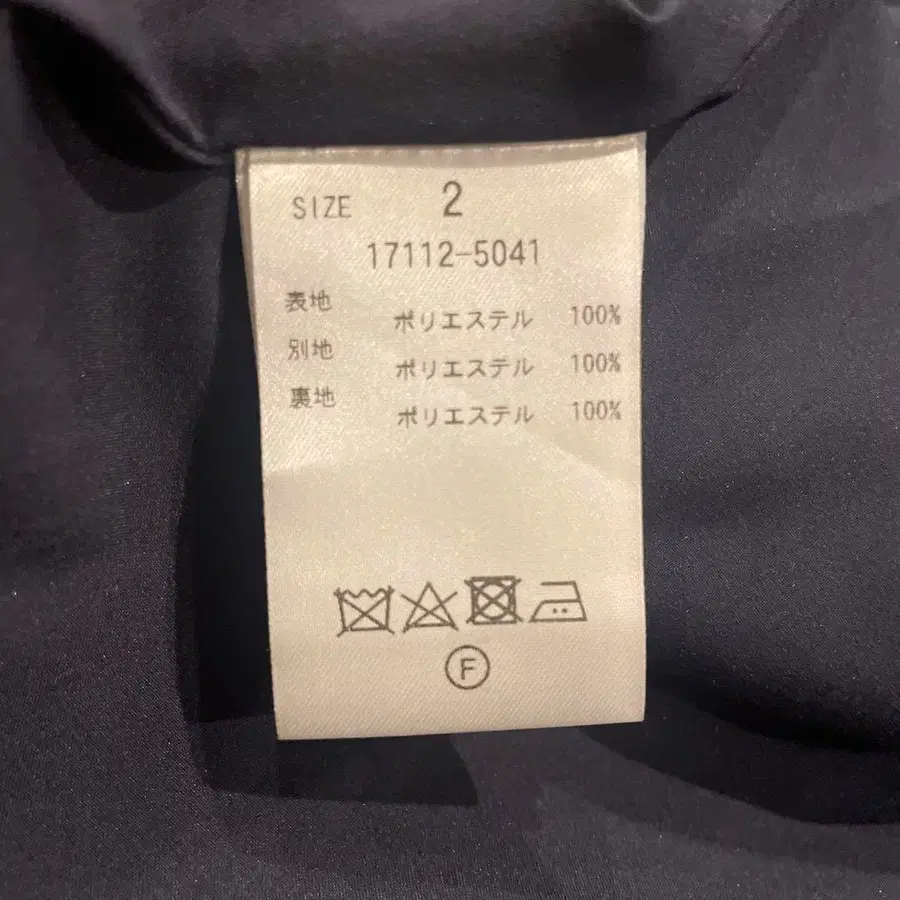 SIZE 2
17112-5041
表地 ポリエステル 100%
別地 ポリエステル 100%
裏地 ポリエステル 100%
F